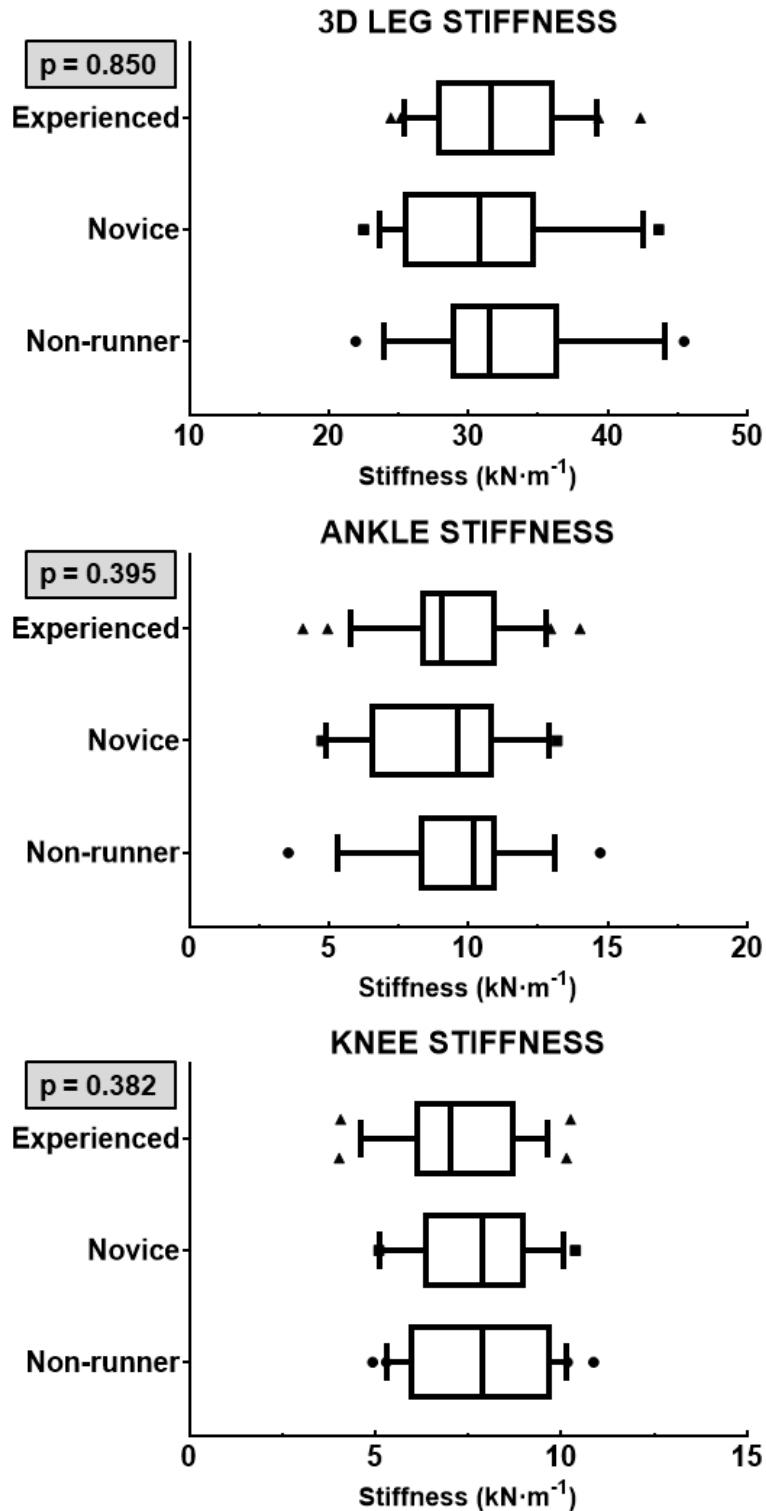 3D LEG STIFFNESS
p = 0.850
Experienced
Novice
Non-runner
10 20 30 40 50
Stiffness (kN·m⁻¹)
ANKLE STIFFNESS
p = 0.395
Experienced
Novice
Non-runner
0 5 10 15 20
Stiffness (kN·m⁻¹)
KNEE STIFFNESS
p = 0.382
Experienced
Novice
Non-runner
0 5 10 15
Stiffness (kN·m⁻¹)